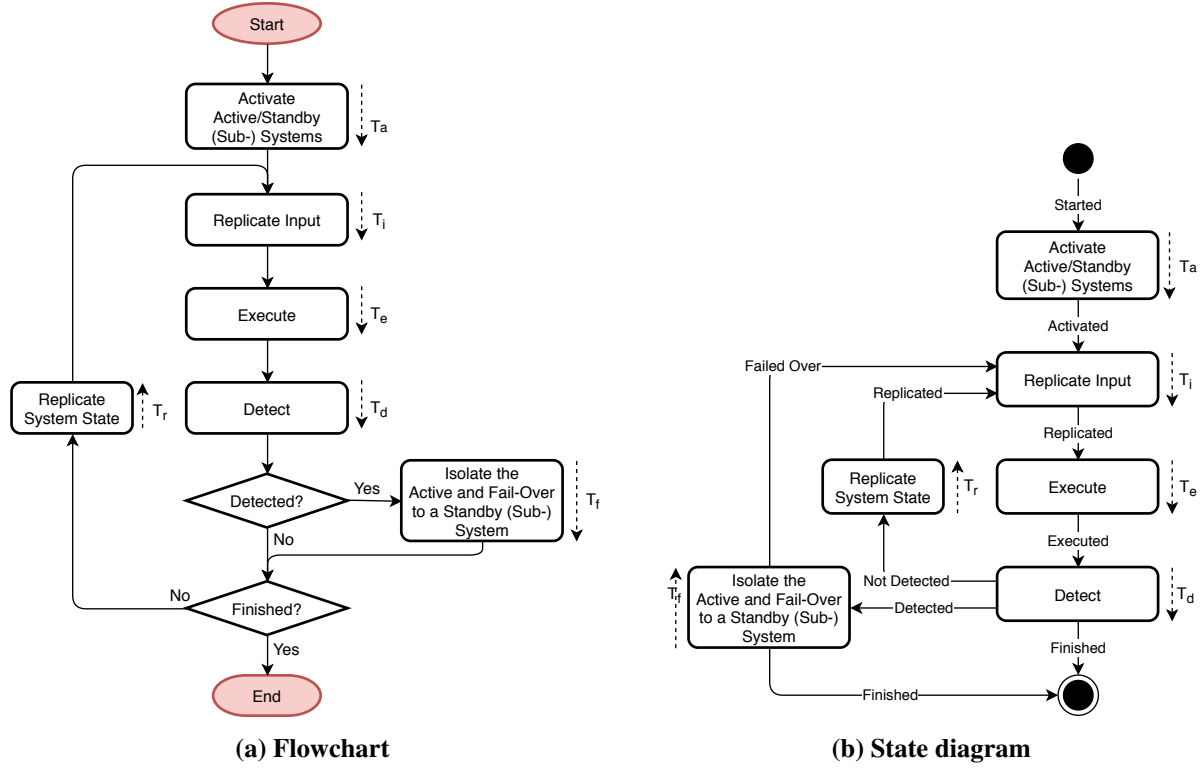 Start
Activate
Active/Standby
(Sub-) Systems
Ta
Replicate Input
Ti
Execute
Te
Replicate
System State
Tr
Detect
Td
Detected?
Yes
Isolate the
Active and Fail-Over
to a Standby (Sub-)
System
Tf
No
No
Finished?
Yes
End
(a) Flowchart
Started
Activate
Active/Standby
(Sub-) Systems
Ta
Activated
Failed Over
Replicate Input
Ti
Replicated
Replicated
Replicate
System State
Tr
Execute
Te
Executed
Not Detected
Detected
Detect
Td
Tf
Isolate the
Active and Fail-Over
to a Standby (Sub-)
System
Finished
Finished
(b) State diagram